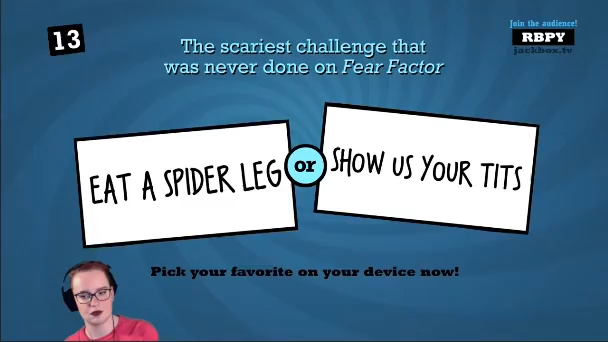 13
Join the audience!
RBPY
jackbox.tv
The scariest challenge that
was never done on Fear Factor
EAT A SPIDER LEG
or
SHOW US YOUR TITS
Pick your favorite on your device now!